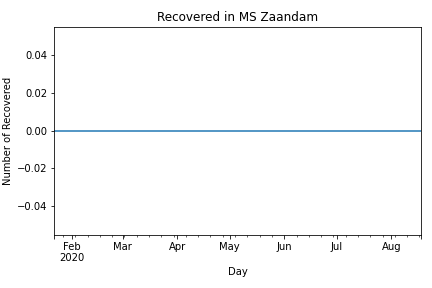 Recovered in MS Zaandam
Number of Recovered
0.04
0.02
0.00
−0.02
−0.04
Feb Mar Apr May Jun Jul Aug
2020
Day